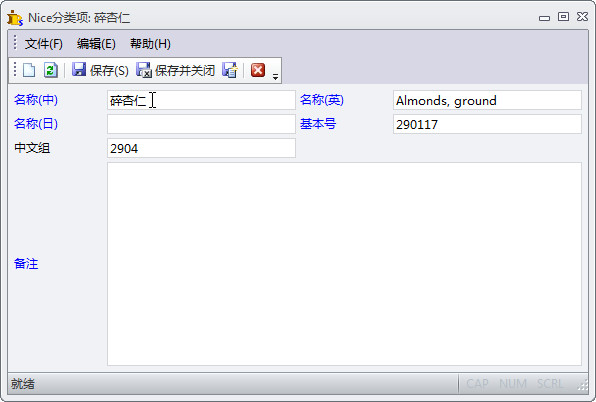 Nice分类项: 碎杏仁
文件(F) 编辑(E) 帮助(H)
保存(S) 保存并关闭
名称(中) 碎杏仁 名称(英) Almonds, ground
名称(日) 基本号 290117
中文组 2904
备注
就绪 CAP NUM SCRL